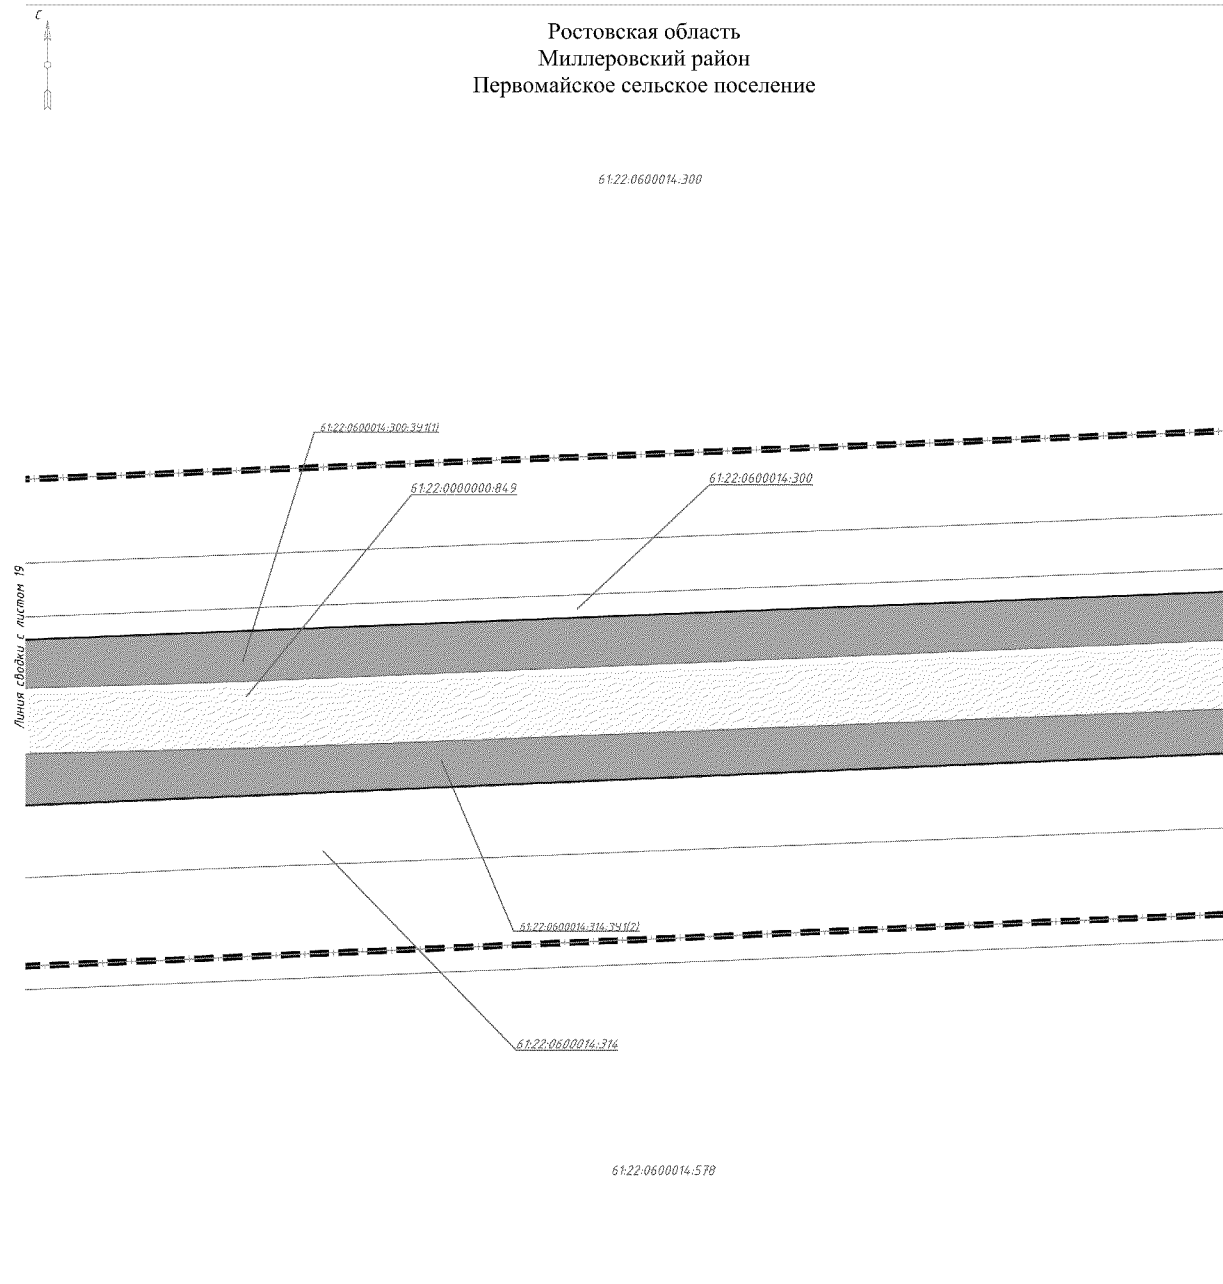 С
Ростовская область
Миллеровский район
Первомайское сельское поселение
61:22:0600014:300
61:22:0600014:300:ЗУ1(1)
61:22:0600014:300
61:22:0000000:849
Линия сводки с листом 19
61:22:0600014:314:ЗУ1(2)
61:22:0600014:314
61:22:0600014:578